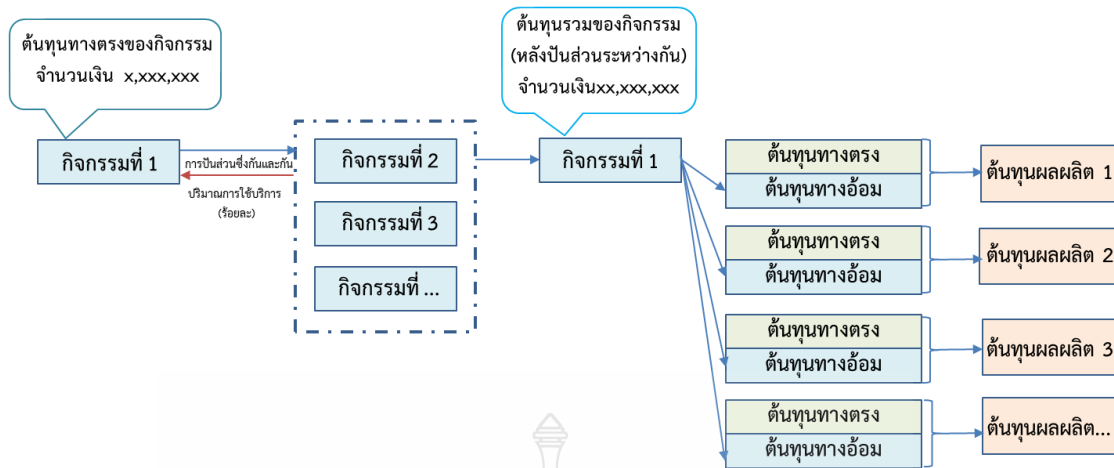 ต้นทุนทางตรงของกิจกรรม
จำนวนเงิน x,xxx,xxx
ต้นทุนรวมของกิจกรรม
(หลังปันส่วนระหว่างกัน)
จำนวนเงินxx,xxx,xxx
กิจกรรมที่ 1
การปันส่วนซึ่งกันและกัน
ปริมาณการใช้บริการ
(ร้อยละ)
กิจกรรมที่ 2
กิจกรรมที่ 3
กิจกรรมที่ ...
กิจกรรมที่ 1
ต้นทุนทางตรง
ต้นทุนทางอ้อม
ต้นทุนผลผลิต 1
ต้นทุนทางตรง
ต้นทุนทางอ้อม
ต้นทุนผลผลิต 2
ต้นทุนทางตรง
ต้นทุนทางอ้อม
ต้นทุนผลผลิต 3
ต้นทุนทางตรง
ต้นทุนทางอ้อม
ต้นทุนผลผลิต...